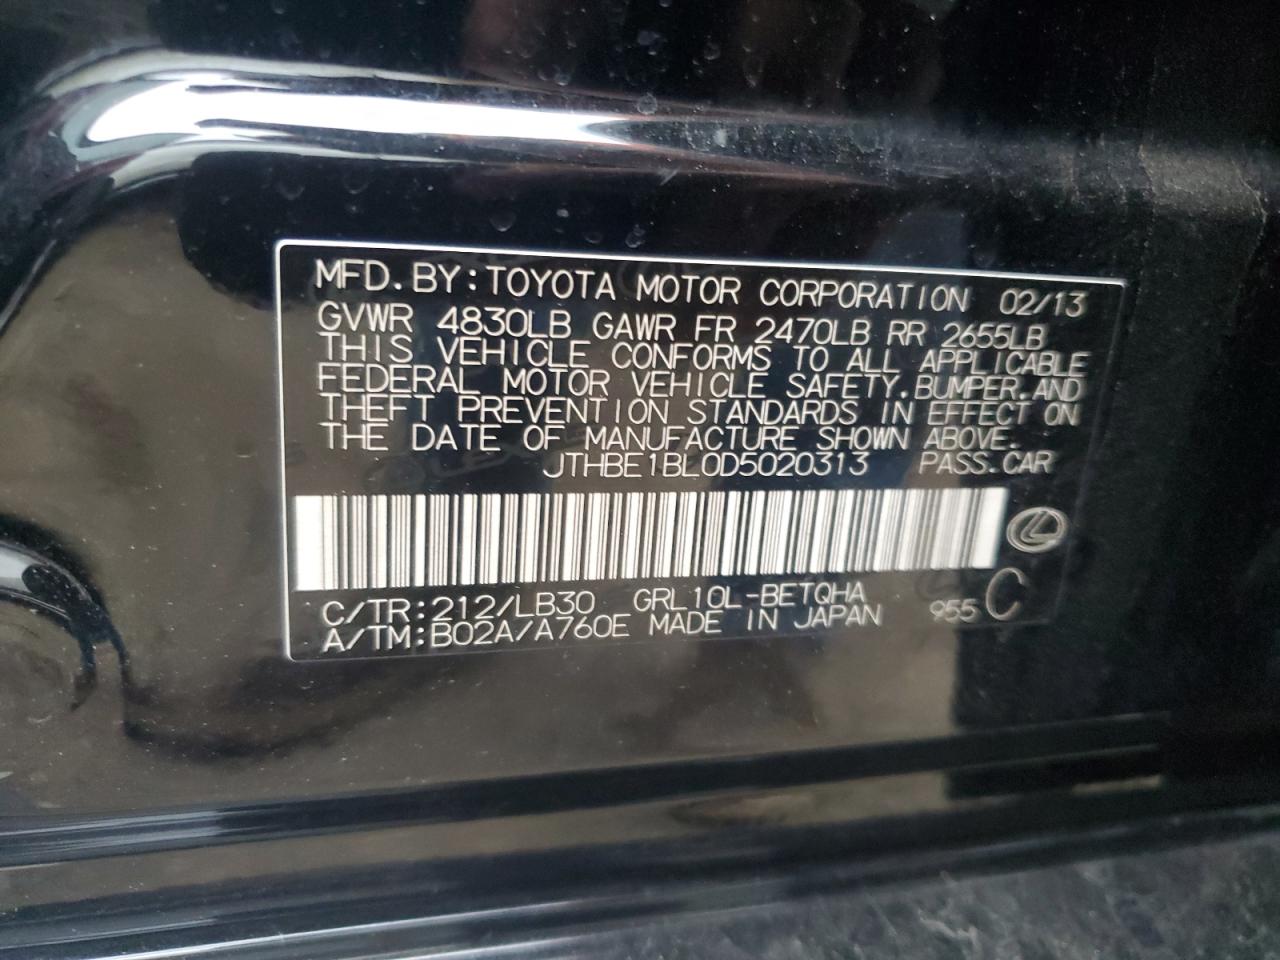 MFD. BY: TOYOTA MOTOR CORPORATION 02/13
GVWR 4830LB GAWR FR 2470LB RR 2655LB
THIS VEHICLE CONFORMS TO ALL APPLICABLE
FEDERAL MOTOR VEHICLE SAFETY, BUMPER, AND
THEFT PREVENTION STANDARDS IN EFFECT ON
THE DATE OF MANUFACTURE SHOWN ABOVE.
JTHBE1BL0D5020313 PASS. CAR
C/TR: 212/LB30 GRL10L-BETQHA
A/TM: B02A/A760E MADE IN JAPAN 955 C